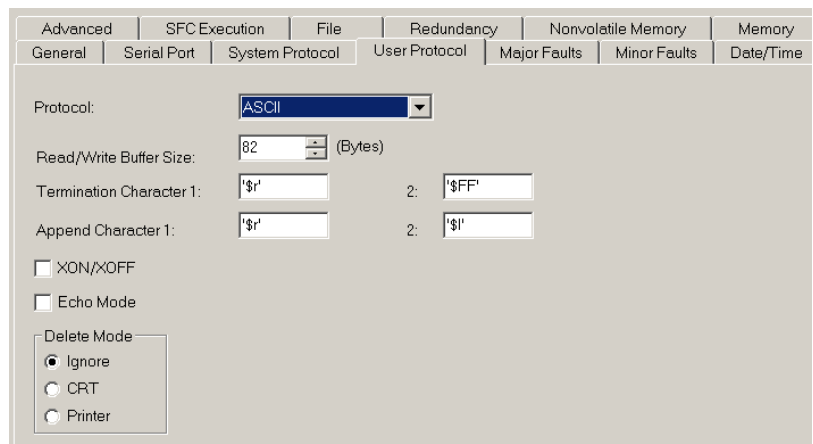 Advanced SFC Execution File Redundancy Nonvolatile Memory Memory
General Serial Port System Protocol User Protocol Major Faults Minor Faults Date/Time
Protocol: ASCII
Read/Write Buffer Size: 82 (Bytes)
Termination Character 1: '$r' 2: '$FF'
Append Character 1: '$r' 2: '$l'
XON/XOFF
Echo Mode
Delete Mode
Ignore
CRT
Printer